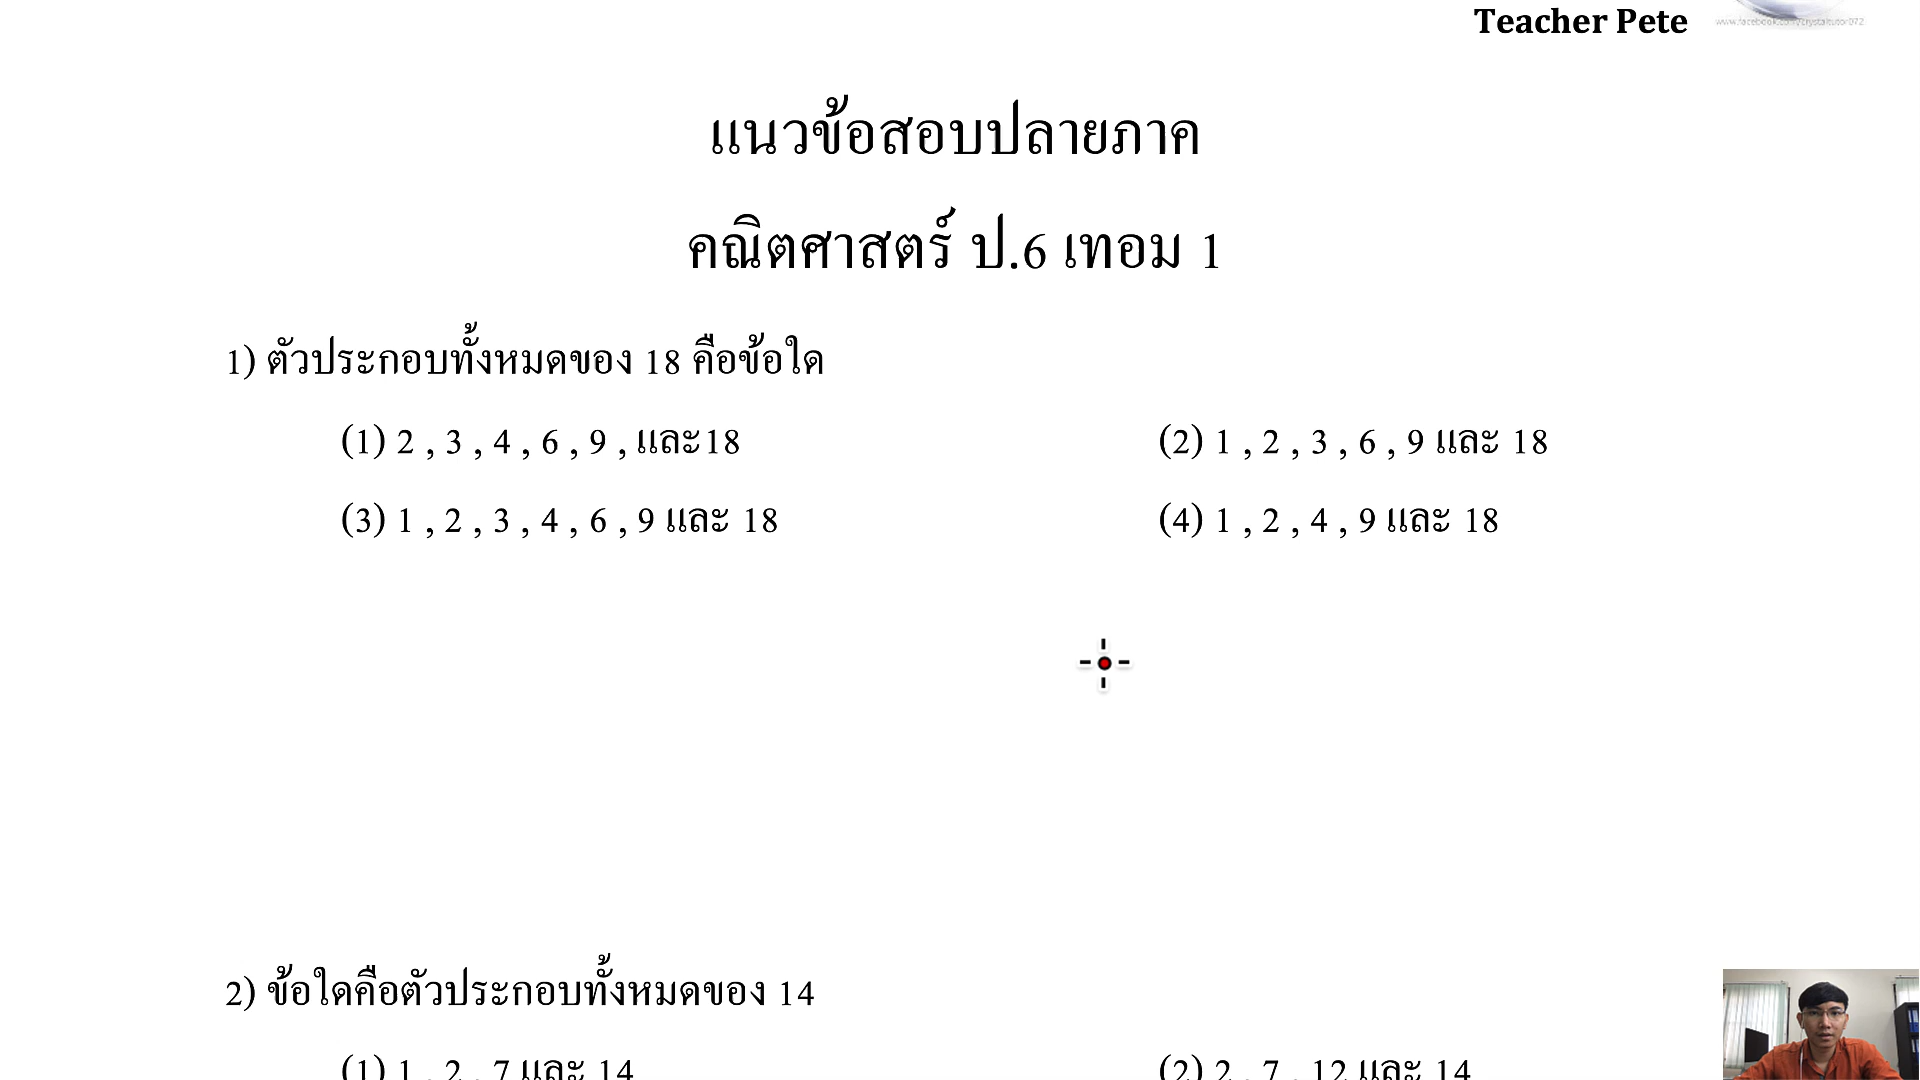 Teacher Pete
www.facebook.com/crystaltutor072
แนวข้อสอบปลายภาค
คณิตศาสตร์ ป.6 เทอม 1
1) ตัวประกอบทั้งหมดของ 18 คือข้อใด
(1) 2 , 3 , 4 , 6 , 9 , และ18
(2) 1 , 2 , 3 , 6 , 9 และ 18
(3) 1 , 2 , 3 , 4 , 6 , 9 และ 18
(4) 1 , 2 , 4 , 9 และ 18
2) ข้อใดคือตัวประกอบทั้งหมดของ 14
(1) 1 , 2 , 7 และ 14
(2) 2 , 7 , 12 และ 14